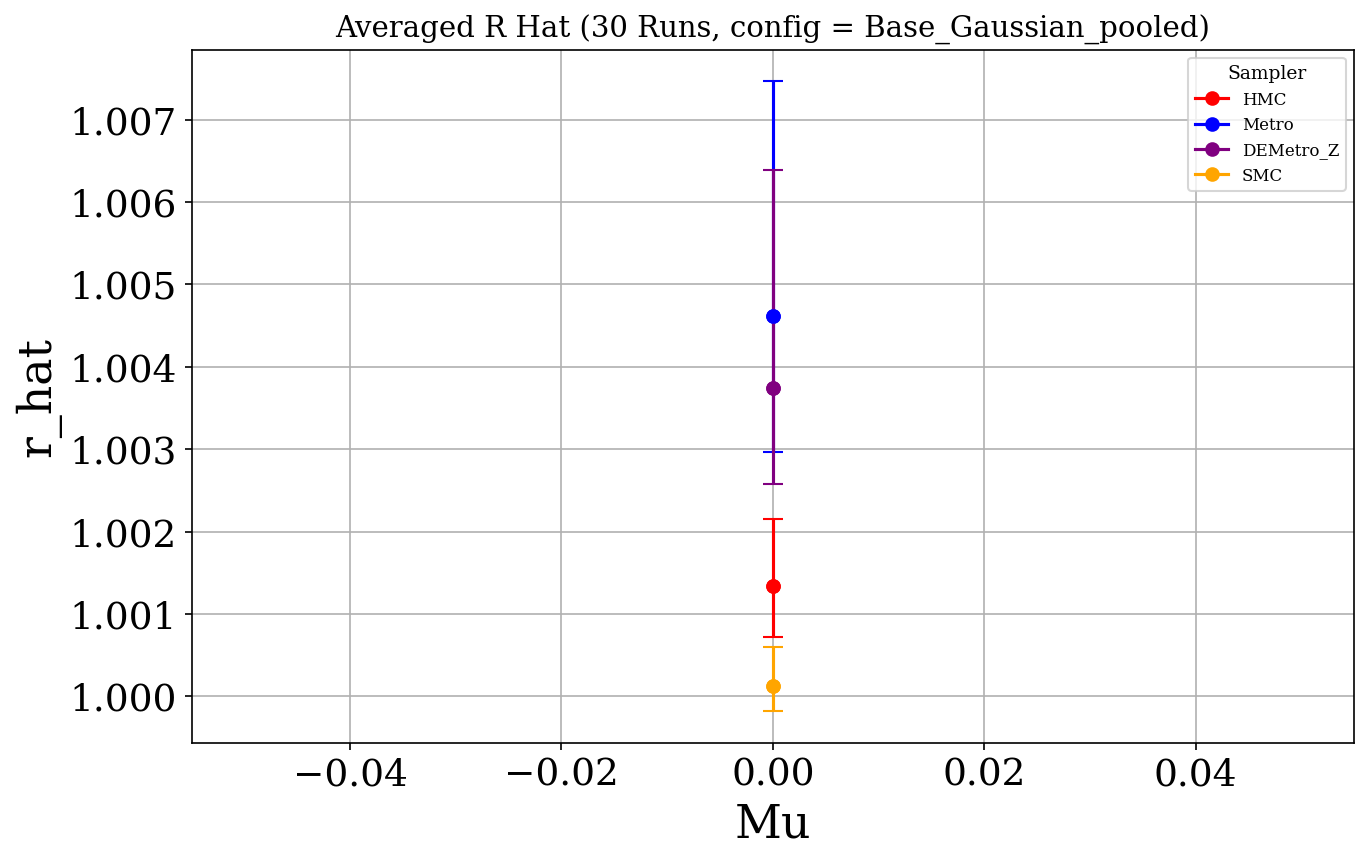 Averaged R Hat (30 Runs, config = Base_Gaussian_pooled)
Sampler
HMC
Metro
DEMetro_Z
SMC
r_hat
1.007
1.006
1.005
1.004
1.003
1.002
1.001
1.000
−0.04
−0.02
0.00
0.02
0.04
Mu